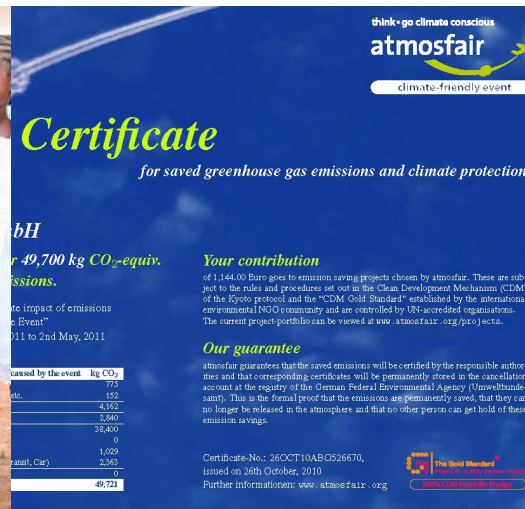 think • go climate conscious
atmosfair
climate-friendly event
Certificate
for saved greenhouse gas emissions and climate protection
bH
r 49,700 kg CO₂-equiv.
issions.
te impact of emissions
e Event"
011 to 2nd May, 2011
caused by the event kg CO₂
775
etc. 152
4,162
2,840
38,400
0
1,029
ransit, Car) 2,363
0
49,721
Your contribution
of 1,144.00 Euro goes to emission saving projects chosen by atmosfair. These are sub-
ject to the rules and procedures set out in the Clean Development Mechanism (CDM)
of the Kyoto protocol and the "CDM Gold Standard" established by the internationa
environmental NGO community and are controlled by UN-accredited organisations.
The current project-portfolio can be viewed at www.atmosfair.org/projects.
Our guarantee
atmosfair guarantees that the saved emissions will be certified by the responsible author-
ities and that corresponding certificates will be permanently stored in the cancellation
account at the registry of the German Federal Environmental Agency (Umweltbunde-
samt). This is the formal proof that the emissions are permanently saved, that they can
no longer be released in the atmosphere and that no other person can get hold of these
emission savings.
Certificate-No.: 26OCT10ABO526670,
issued on 26th October, 2010
Further informationen: www.atmosfair.org
The Gold Standard
Premium quality carbon credits
100% CDM Portfolio Pledge